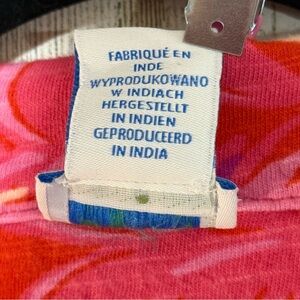 FABRIQUÉ EN
INDE
WYPRODUKOWANO
W INDIACH
HERGESTELLT
IN INDIEN
GEPRODUCEERD
IN INDIA